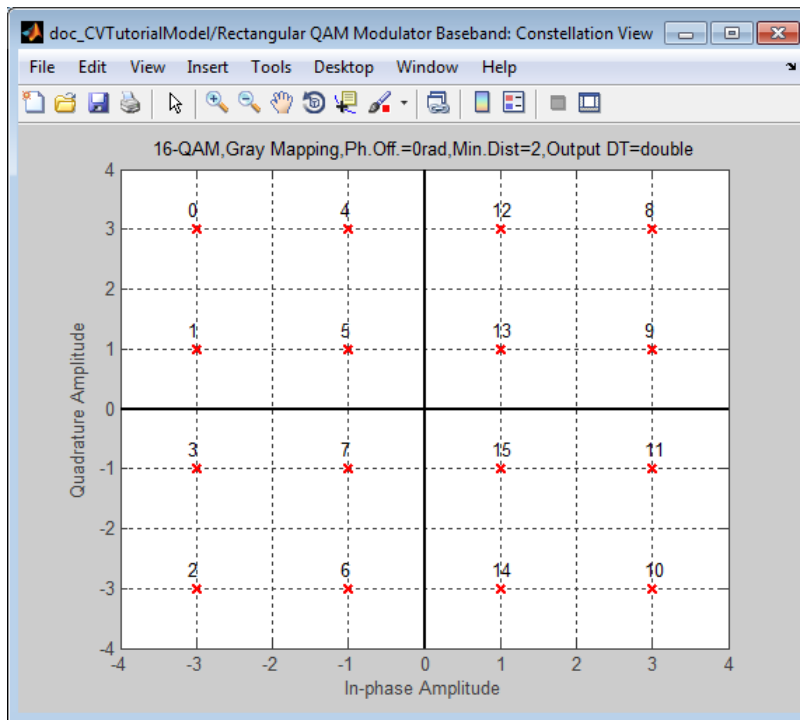 doc_CVTutorialModel/Rectangular QAM Modulator Baseband: Constellation View
File Edit View Insert Tools Desktop Window Help
16-QAM,Gray Mapping,Ph.Off.=0rad,Min.Dist=2,Output DT=double
4
0 4 12 8
3
2
1 5 13 9
1
Quadrature Amplitude
0
3 7 15 11
-1
-2
2 6 14 10
-3
-4
-4 -3 -2 -1 0 1 2 3 4
In-phase Amplitude